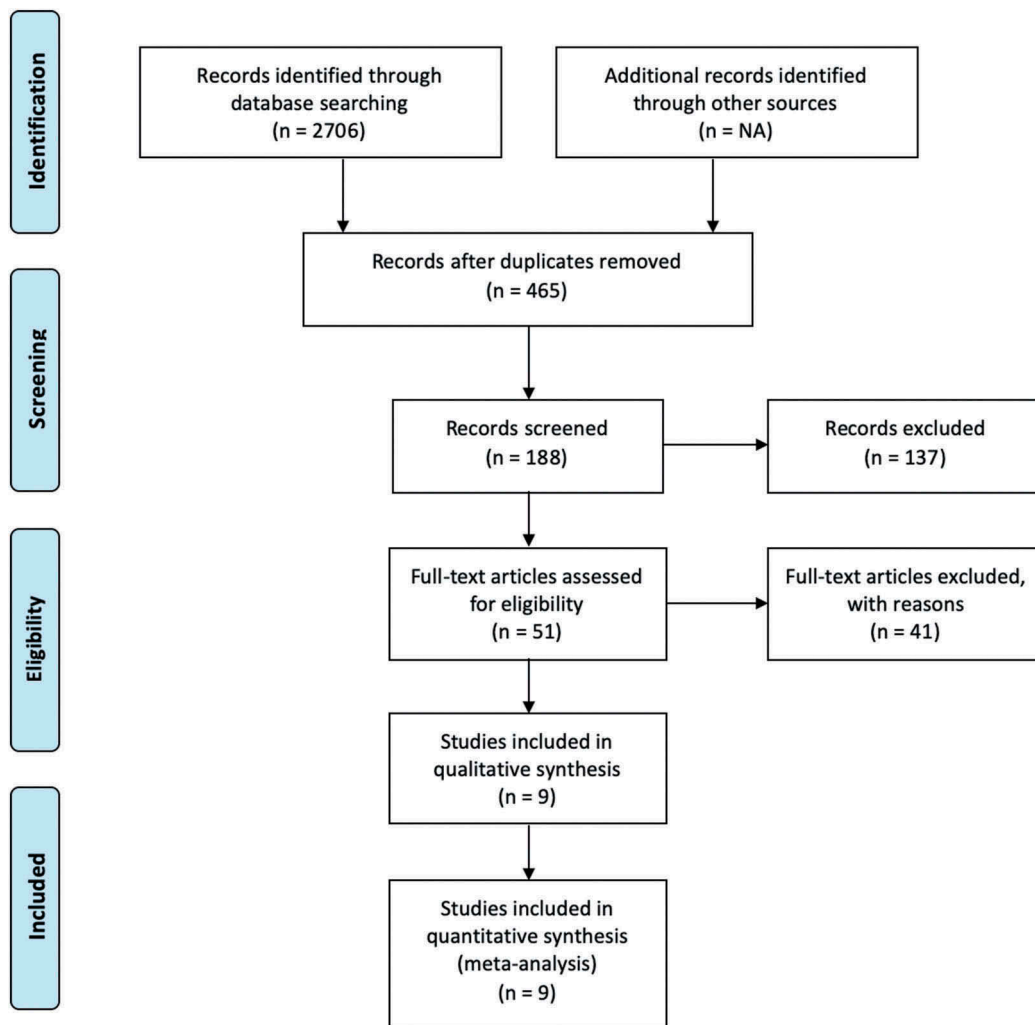 Identification
Records identified through
database searching
(n = 2706)
Additional records identified
through other sources
(n = NA)
Records after duplicates removed
(n = 465)
Screening
Records screened
(n = 188)
Records excluded
(n = 137)
Eligibility
Full-text articles assessed
for eligibility
(n = 51)
Full-text articles excluded,
with reasons
(n = 41)
Studies included in
qualitative synthesis
(n = 9)
Included
Studies included in
quantitative synthesis
(meta-analysis)
(n = 9)